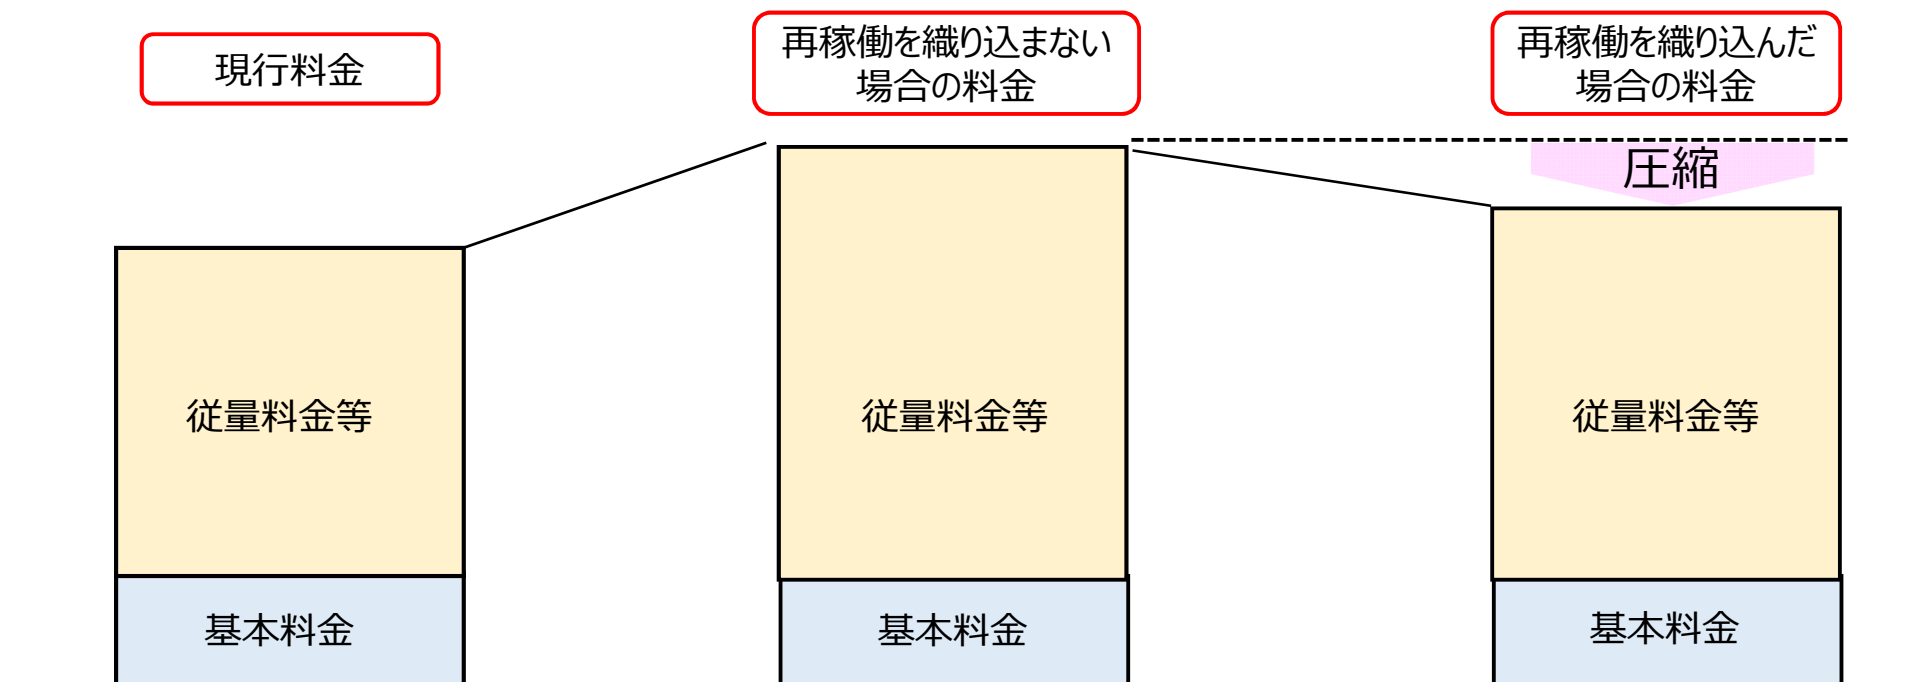 現行料金
再稼働を織り込まない
場合の料金
再稼働を織り込んだ
場合の料金
圧縮
従量料金等
従量料金等
従量料金等
基本料金
基本料金
基本料金